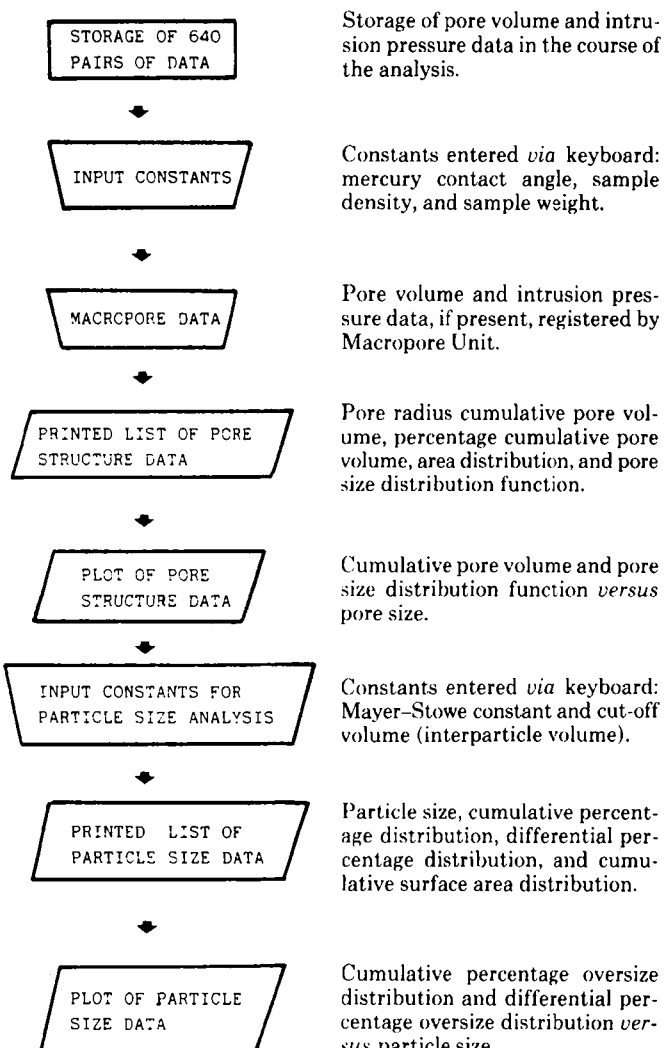 STORAGE OF 640
PAIRS OF DATA
Storage of pore volume and intru-
sion pressure data in the course of
the analysis.
INPUT CONSTANTS
Constants entered via keyboard:
mercury contact angle, sample
density, and sample weight.
MACROPORE DATA
Pore volume and intrusion pres-
sure data, if present, registered by
Macropore Unit.
PRINTED LIST OF PORE
STRUCTURE DATA
Pore radius cumulative pore vol-
ume, percentage cumulative pore
volume, area distribution, and pore
size distribution function.
PLOT OF PORE
STRUCTURE DATA
Cumulative pore volume and pore
size distribution function versus
pore size.
INPUT CONSTANTS FOR
PARTICLE SIZE ANALYSIS
Constants entered via keyboard:
Mayer–Stowe constant and cut-off
volume (interparticle volume).
PRINTED LIST OF
PARTICLE SIZE DATA
Particle size, cumulative percent-
age distribution, differential per-
centage distribution, and cumu-
lative surface area distribution.
PLOT OF PARTICLE
SIZE DATA
Cumulative percentage oversize
distribution and differential per-
centage oversize distribution ver-
sus particle size